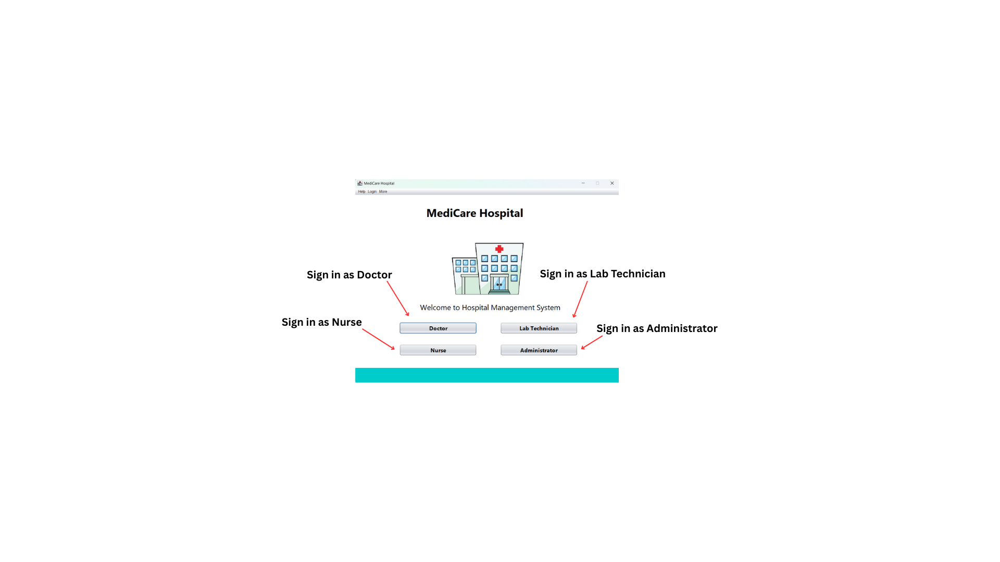 MediCare Hospital
Help Login More
MediCare Hospital
Sign in as Doctor
Sign in as Lab Technician
Welcome to Hospital Management System
Sign in as Nurse
Doctor
Lab Technician
Sign in as Administrator
Nurse
Administrator